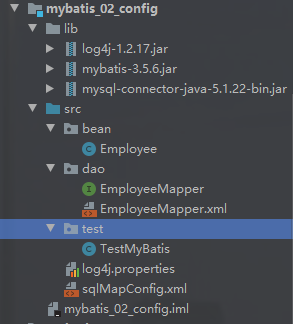 mybatis_02_config
lib
log4j-1.2.17.jar
mybatis-3.5.6.jar
mysql-connector-java-5.1.22-bin.jar
src
bean
Employee
dao
EmployeeMapper
EmployeeMapper.xml
test
TestMyBatis
log4j.properties
sqlMapConfig.xml
mybatis_02_config.iml